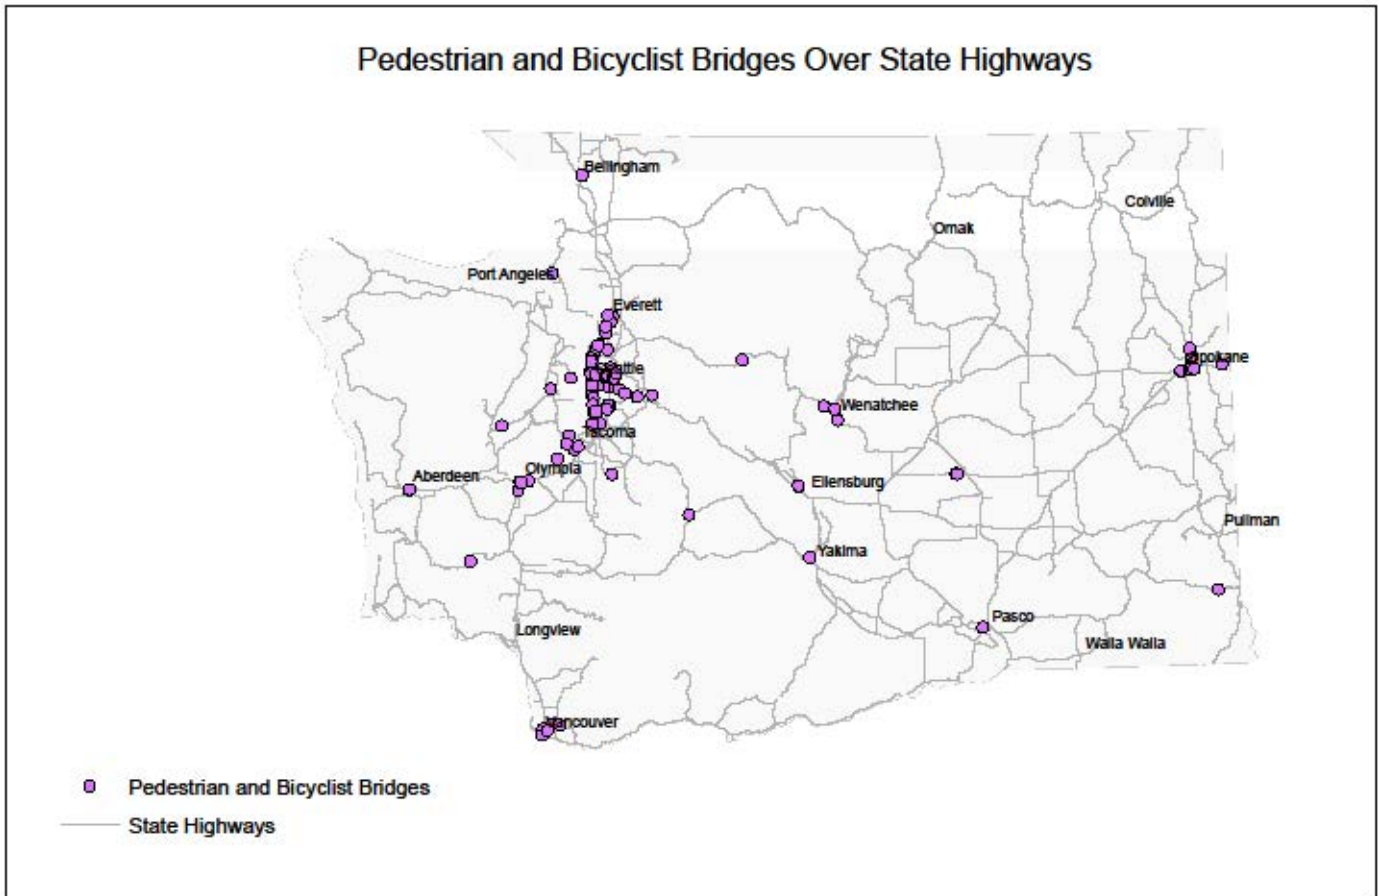 Pedestrian and Bicyclist Bridges Over State Highways
Bellingham
Colville
Omak
Port Angeles
Everett
Spokane
Seattle
Wenatchee
Tacoma
Olympia
Aberdeen
Ellensburg
Pullman
Yakima
Pasco
Longview
Walla Walla
Vancouver
Pedestrian and Bicyclist Bridges
State Highways